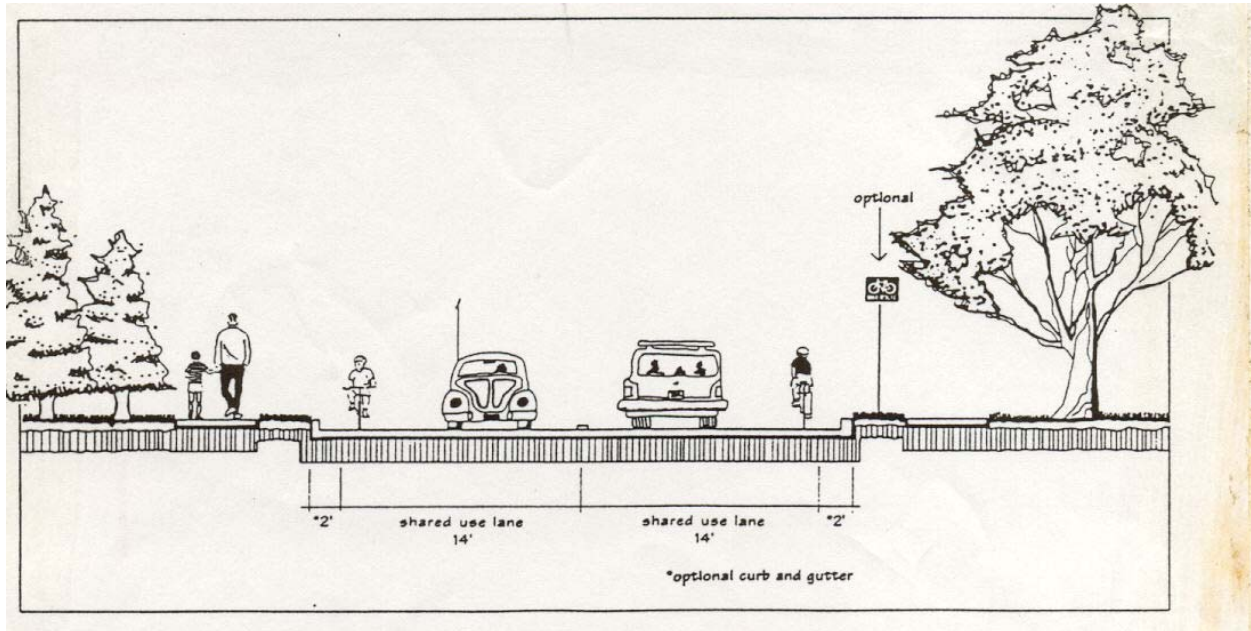 optional
*2'
shared use lane
14'
shared use lane
14'
*2'
*optional curb and gutter